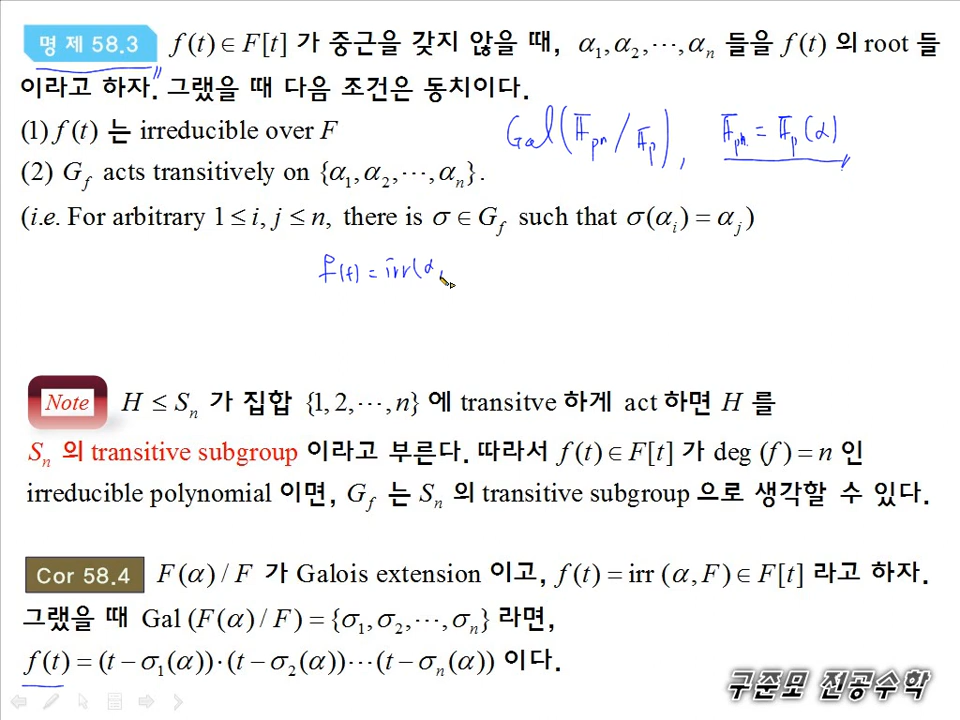 명제 58.3 f(t) ∈ F[t] 가 중근을 갖지 않을 때, α₁, α₂, ⋯, αₙ 들을 f(t) 의 root 들
이라고 하자. 그랬을 때 다음 조건은 동치이다.
(1) f(t) 는 irreducible over F
Gal(𝔽_{pⁿ} / 𝔽_p), 𝔽_{pⁿ} = 𝔽_p(α)
(2) G_f acts transitively on {α₁, α₂, ⋯, αₙ}.
(i.e. For arbitrary 1 ≤ i, j ≤ n, there is σ ∈ G_f such that σ(α_i) = α_j)
f(t) = irr(α,
Note H ≤ Sₙ 가 집합 {1, 2, ⋯, n} 에 transitve 하게 act 하면 H 를
Sₙ 의 transitive subgroup 이라고 부른다. 따라서 f(t) ∈ F[t] 가 deg (f) = n 인
irreducible polynomial 이면, G_f 는 Sₙ 의 transitive subgroup 으로 생각할 수 있다.
Cor 58.4 F(α) / F 가 Galois extension 이고, f(t) = irr (α, F) ∈ F[t] 라고 하자.
그랬을 때 Gal (F(α) / F) = {σ₁, σ₂, ⋯, σₙ} 라면,
f(t) = (t − σ₁(α)) · (t − σ₂(α)) ⋯ (t − σₙ(α)) 이다.
구준모 전공수학